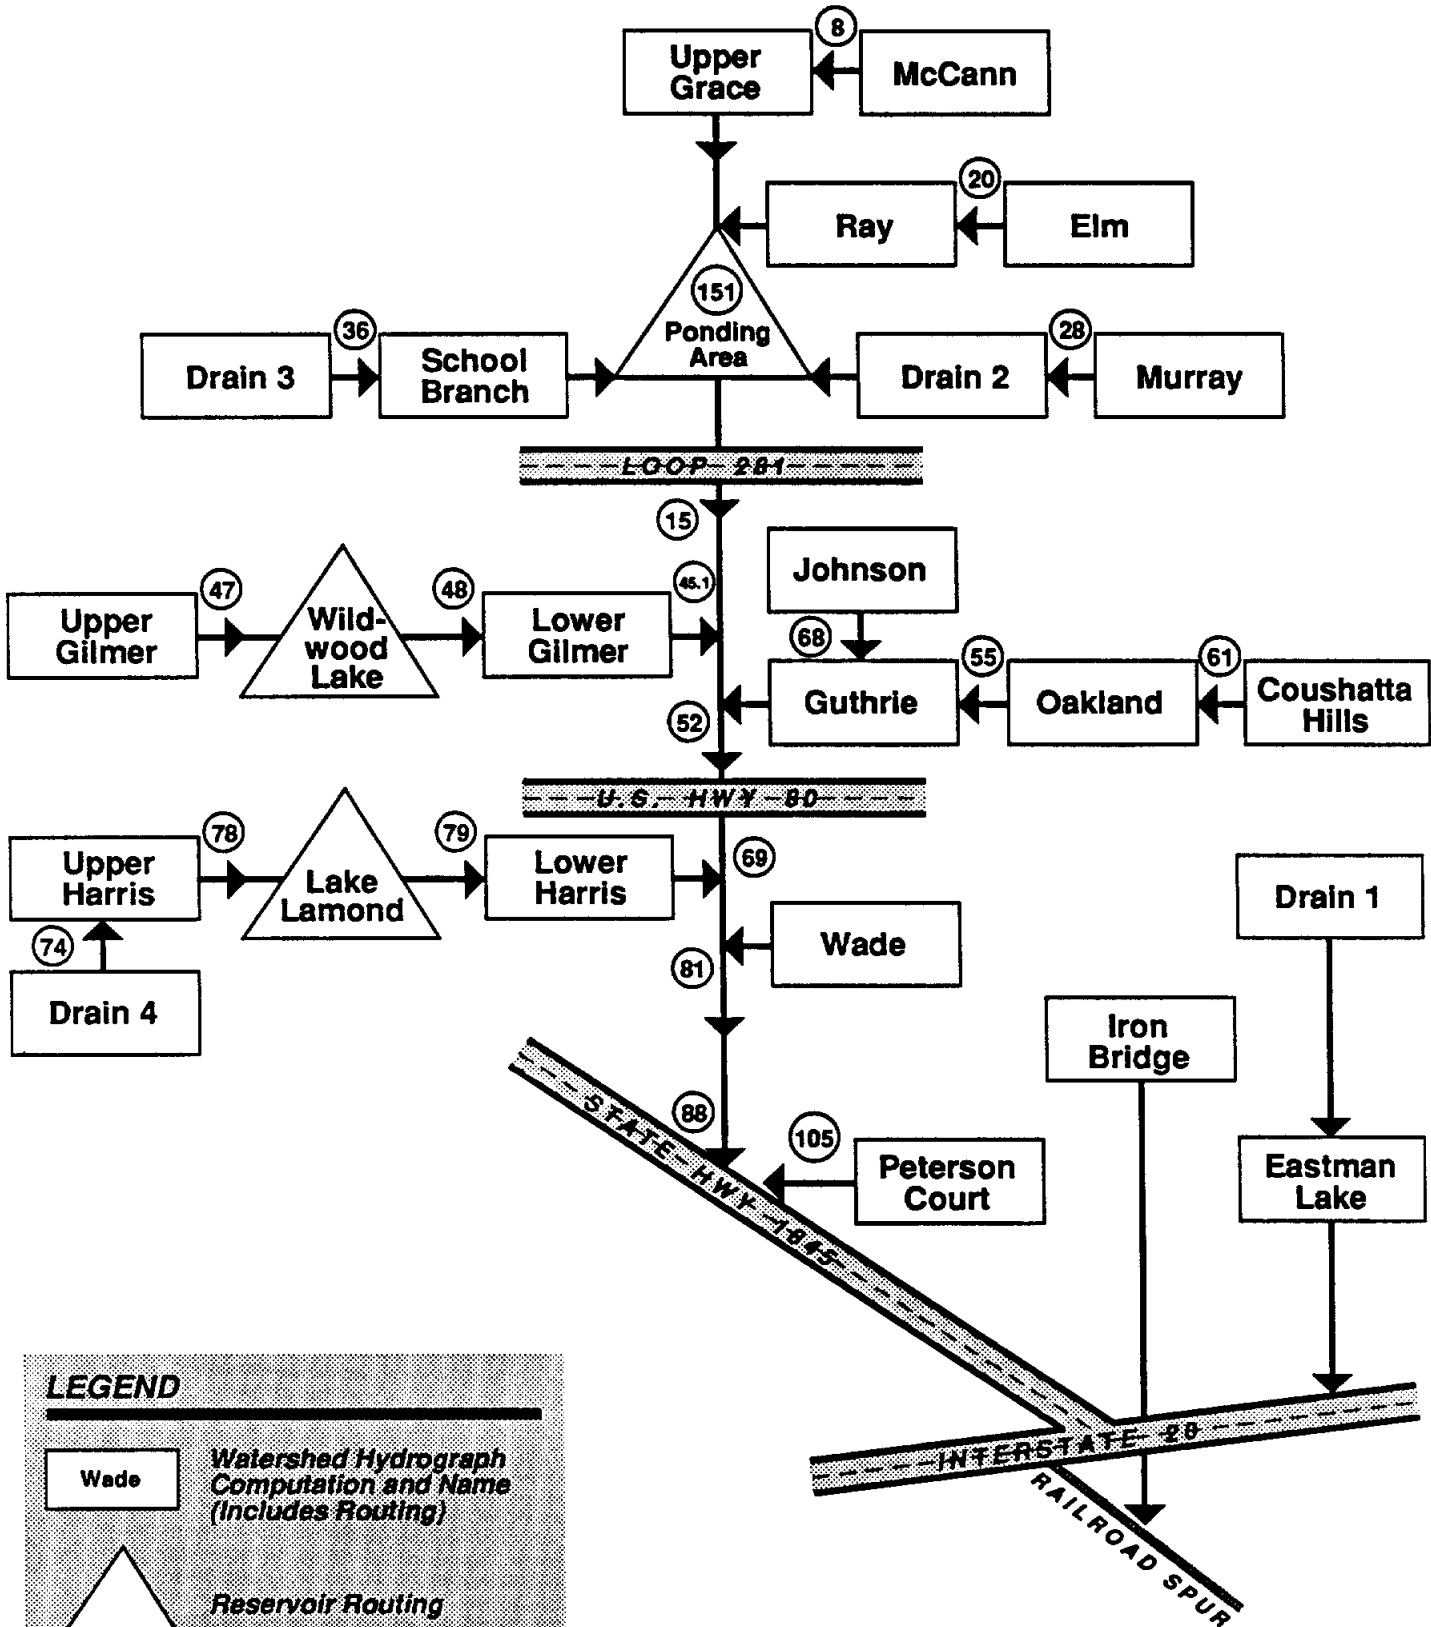 8
Upper
Grace
McCann
20
Ray
Elm
151
Ponding
Area
36
Drain 3
School
Branch
28
Drain 2
Murray
LOOP 281
15
Johnson
47
Upper
Gilmer
Wild-
wood
Lake
48
Lower
Gilmer
45.1
68
Guthrie
55
Oakland
61
Coushatta
Hills
52
U.S. HWY 80
78
Upper
Harris
Lake
Lamond
79
Lower
Harris
69
74
Drain 4
Wade
81
Drain 1
Iron
Bridge
88
105
Peterson
Court
Eastman
Lake
STATE HWY 1845
INTERSTATE 20
RAILROAD SPUR
LEGEND
Wade
Watershed Hydrograph
Computation and Name
(Includes Routing)
Reservoir Routing